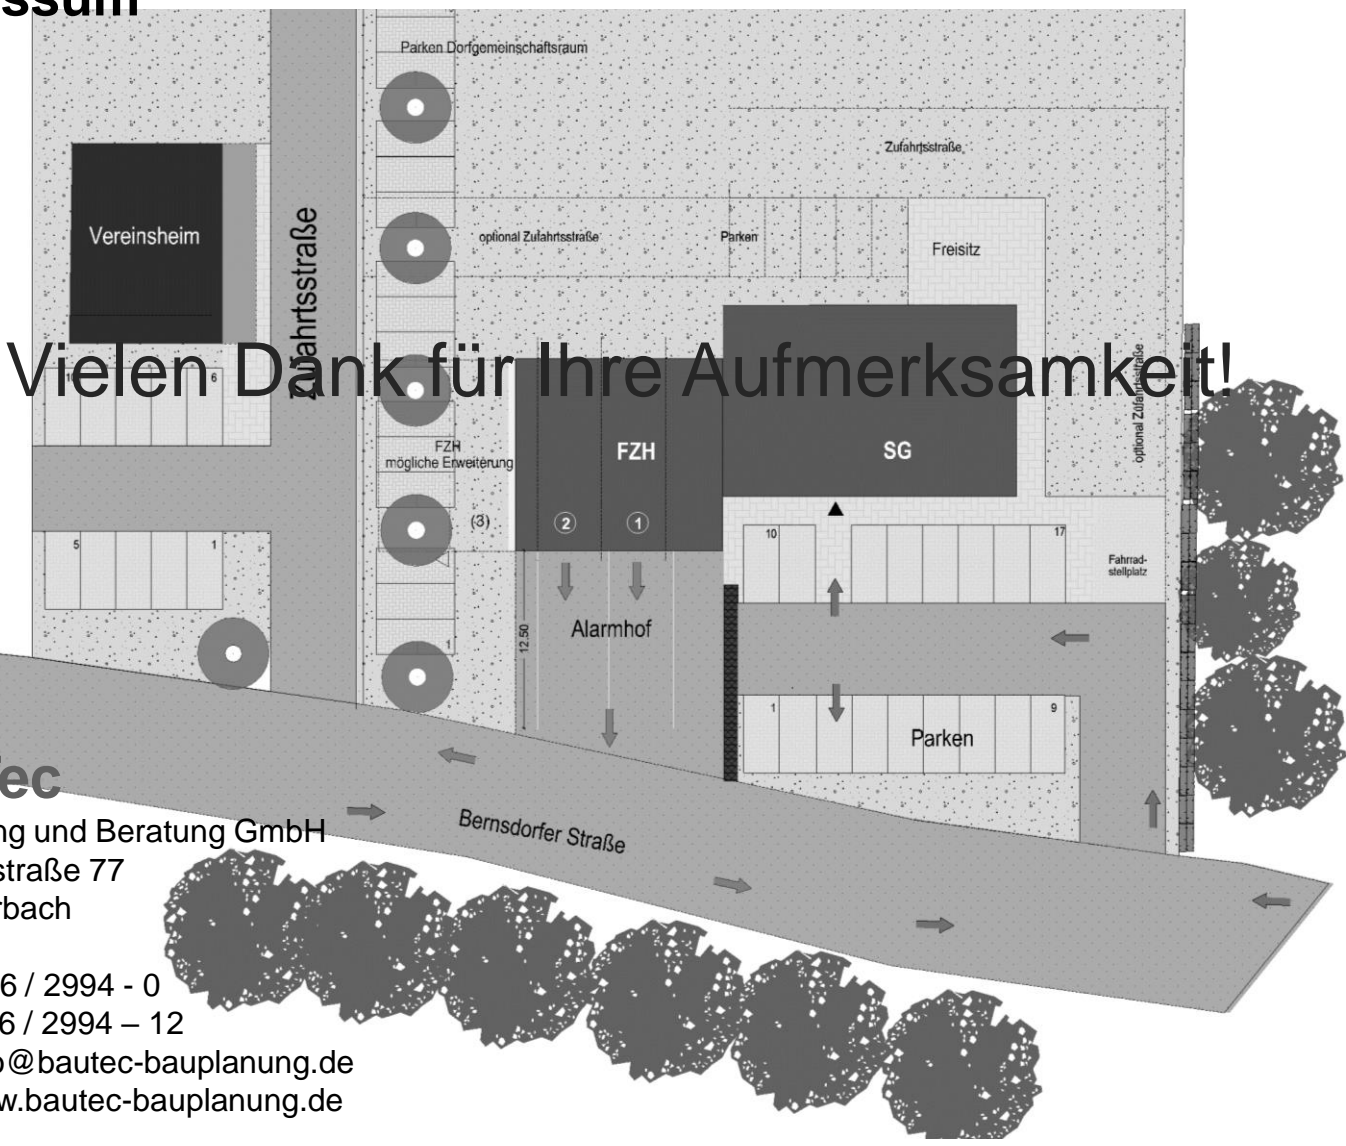 ssum
Parken Dorfgemeinschaftsraum
Zufahrtsstraße
Vereinsheim
Zufahrtsstraße
optional Zufahrtsstraße
Parken
Freisitz
Vielen Dank für Ihre Aufmerksamkeit!
10
6
optional Zufahrtsstraße
FZH
mögliche Erweiterung
FZH
SG
(3)
2
1
10
17
5
1
Fahrrad-
stellplatz
12.50
Alarmhof
1
1
9
Parken
Tec
ng und Beratung GmbH
straße 77
rbach
Bernsdorfer Straße
6 / 2994 - 0
6 / 2994 – 12
o@bautec-bauplanung.de
w.bautec-bauplanung.de